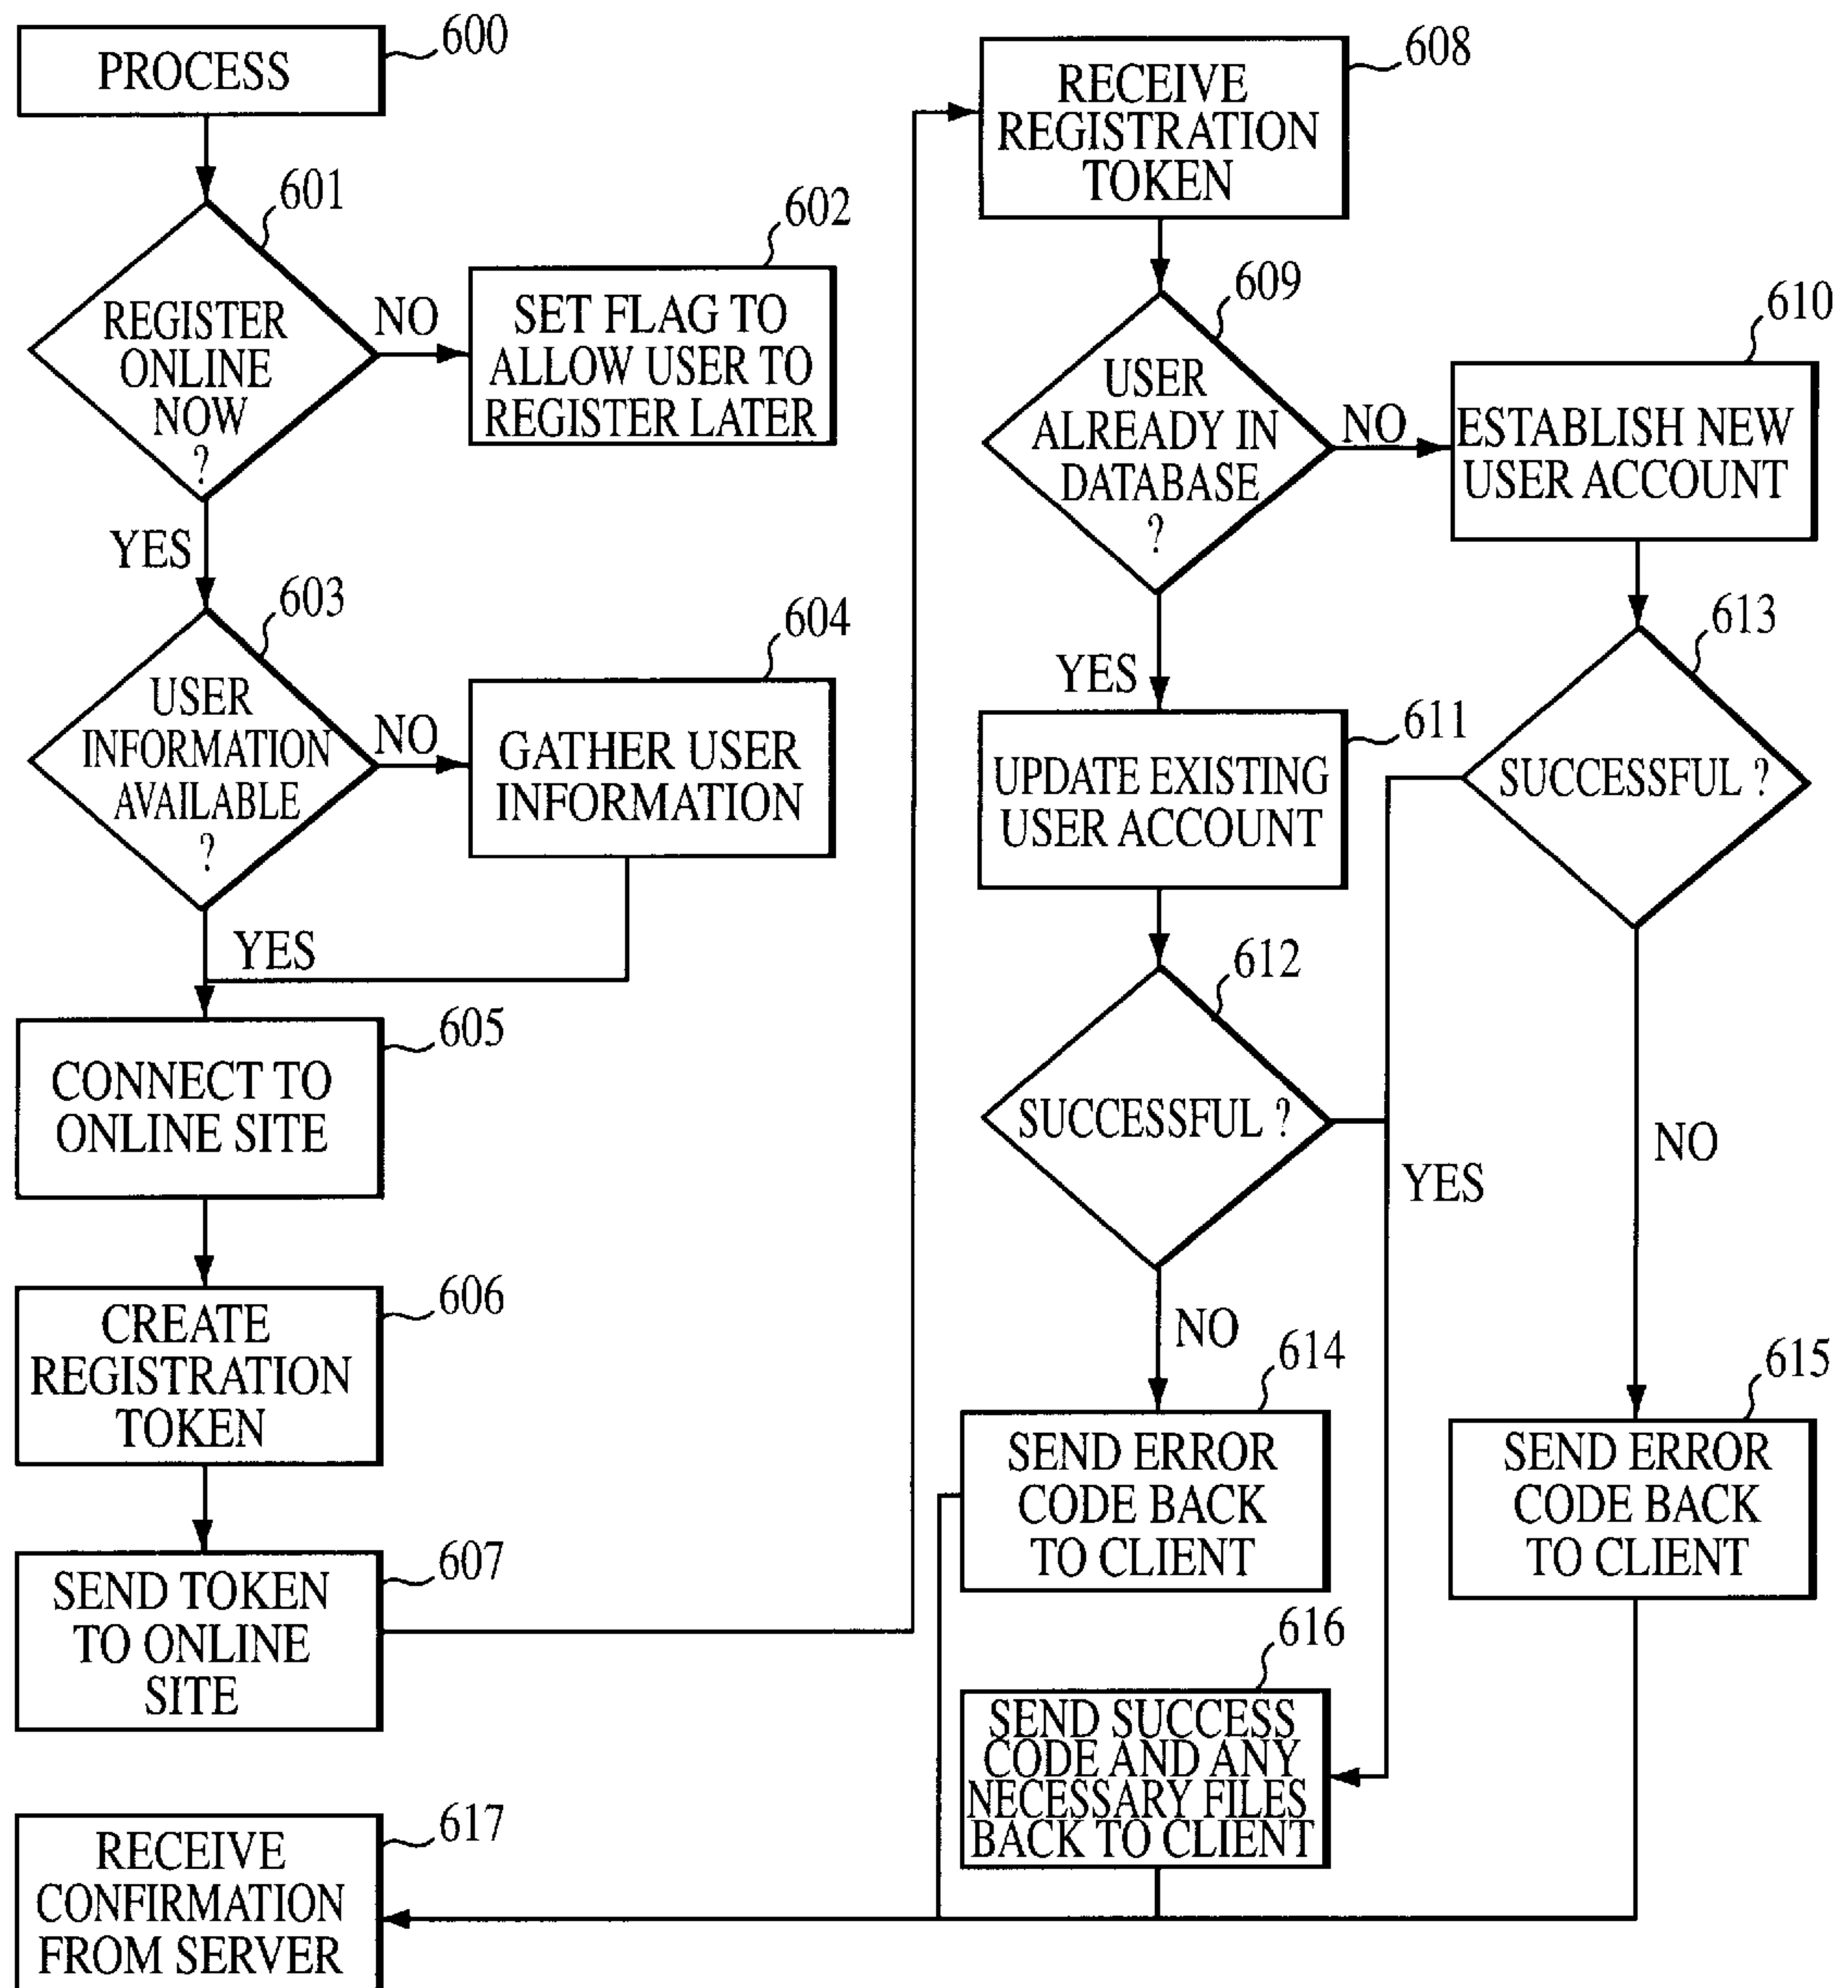 PROCESS
600
601
REGISTER
ONLINE
NOW
?
NO
602
SET FLAG TO
ALLOW USER TO
REGISTER LATER
YES
603
USER
INFORMATION
AVAILABLE
?
NO
604
GATHER USER
INFORMATION
YES
605
CONNECT TO
ONLINE SITE
606
CREATE
REGISTRATION
TOKEN
607
SEND TOKEN
TO ONLINE
SITE
608
RECEIVE
REGISTRATION
TOKEN
609
USER
ALREADY IN
DATABASE
?
NO
610
ESTABLISH NEW
USER ACCOUNT
YES
611
UPDATE EXISTING
USER ACCOUNT
613
SUCCESSFUL ?
612
SUCCESSFUL ?
YES
NO
NO
614
SEND ERROR
CODE BACK
TO CLIENT
615
SEND ERROR
CODE BACK
TO CLIENT
616
SEND SUCCESS
CODE AND ANY
NECESSARY FILES
BACK TO CLIENT
617
RECEIVE
CONFIRMATION
FROM SERVER